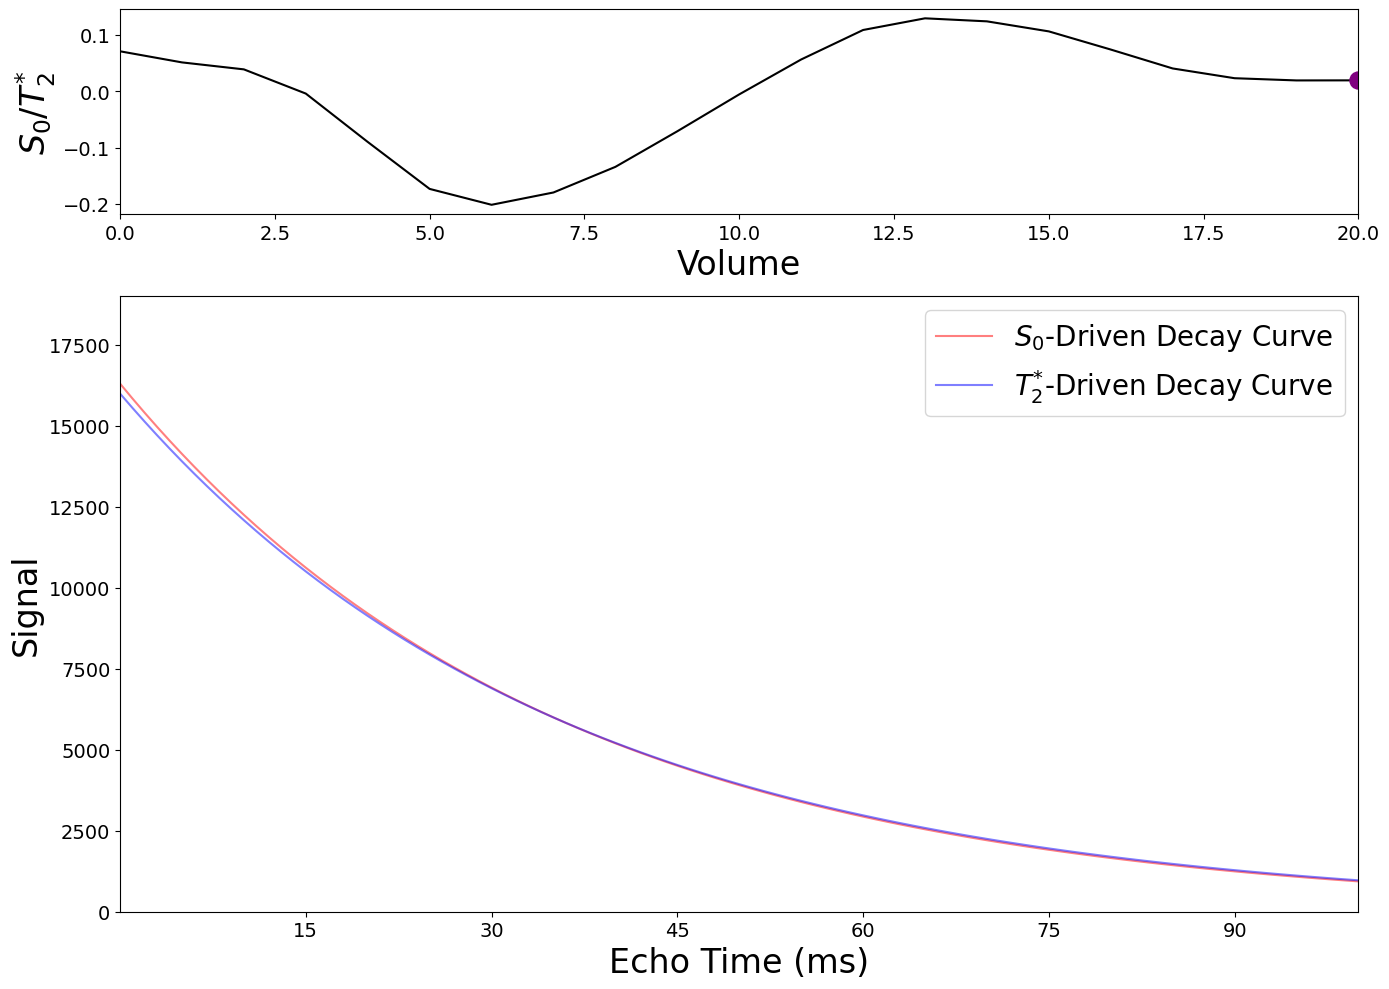 0.1
0.0
−0.1
−0.2
S₀/T₂*
0.0 2.5 5.0 7.5 10.0 12.5 15.0 17.5 20.0
Volume
S₀-Driven Decay Curve
T₂*-Driven Decay Curve
17500
15000
12500
10000
7500
5000
2500
0
Signal
15 30 45 60 75 90
Echo Time (ms)